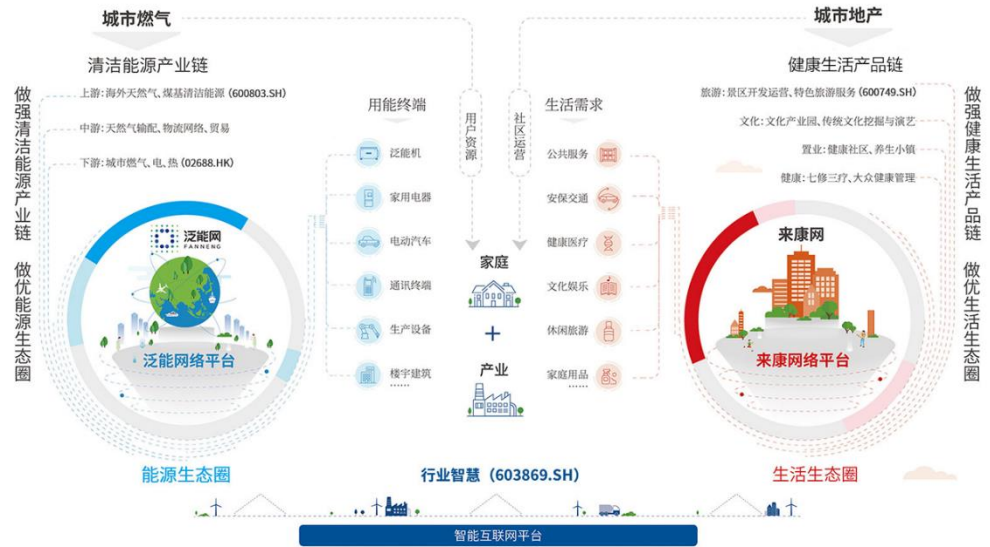 城市燃气
城市地产
清洁能源产业链
健康生活产品链
上游:海外天然气、煤基清洁能源 (600803.SH)
中游:天然气输配、物流网络、贸易
下游:城市燃气、电、热 (02688.HK)
做强清洁能源产业链 做优能源生态圈
用能终端
泛能机
家用电器
电动汽车
通讯终端
生产设备
楼宇建筑
……
用户资源
社区运营
家庭
+
产业
生活需求
公共服务
安保交通
健康医疗
文化娱乐
休闲旅游
家庭用品
……
旅游:景区开发运营、特色旅游服务 (600749.SH)
文化:文化产业园、传统文化挖掘与演艺
置业:健康社区、养生小镇
健康:七修三疗、大众健康管理
做强健康生活产品链 做优生活生态圈
泛能网
FANNENG
泛能网络平台
能源生态圈
来康网
来康网络平台
生活生态圈
行业智慧(603869.SH)
智能互联网平台